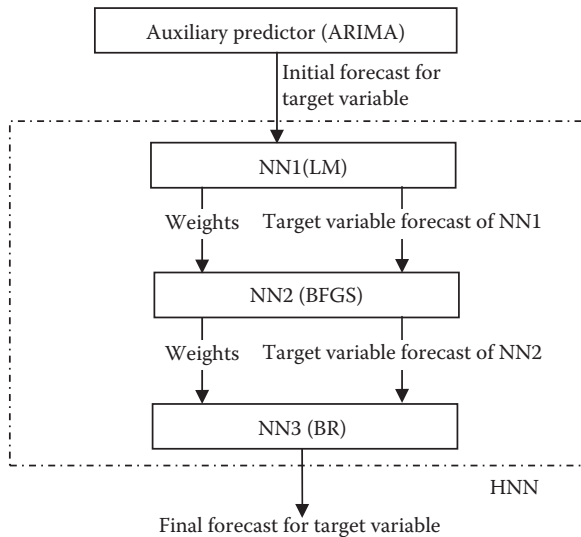 Auxiliary predictor (ARIMA)
Initial forecast for
target variable
NN1(LM)
Weights
Target variable forecast of NN1
NN2 (BFGS)
Weights
Target variable forecast of NN2
NN3 (BR)
HNN
Final forecast for target variable